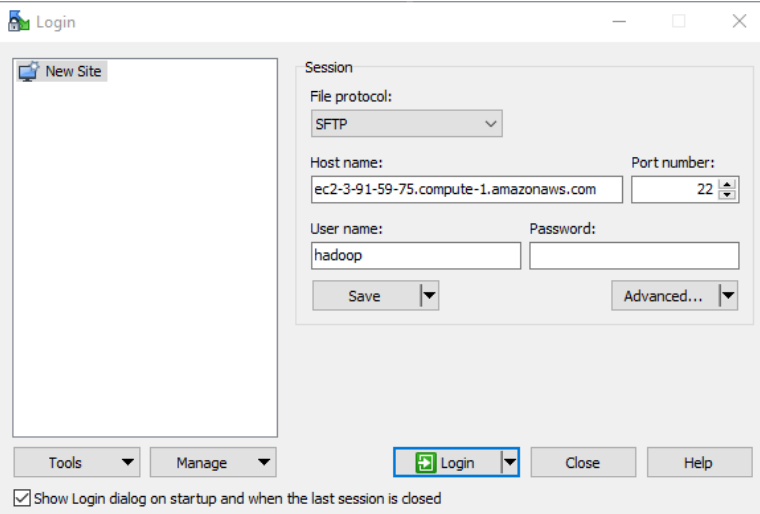 Login
New Site
Session
File protocol:
SFTP
Host name:
Port number:
ec2-3-91-59-75.compute-1.amazonaws.com
22
User name:
Password:
hadoop
Save
Advanced...
Tools
Manage
Login
Close
Help
Show Login dialog on startup and when the last session is closed